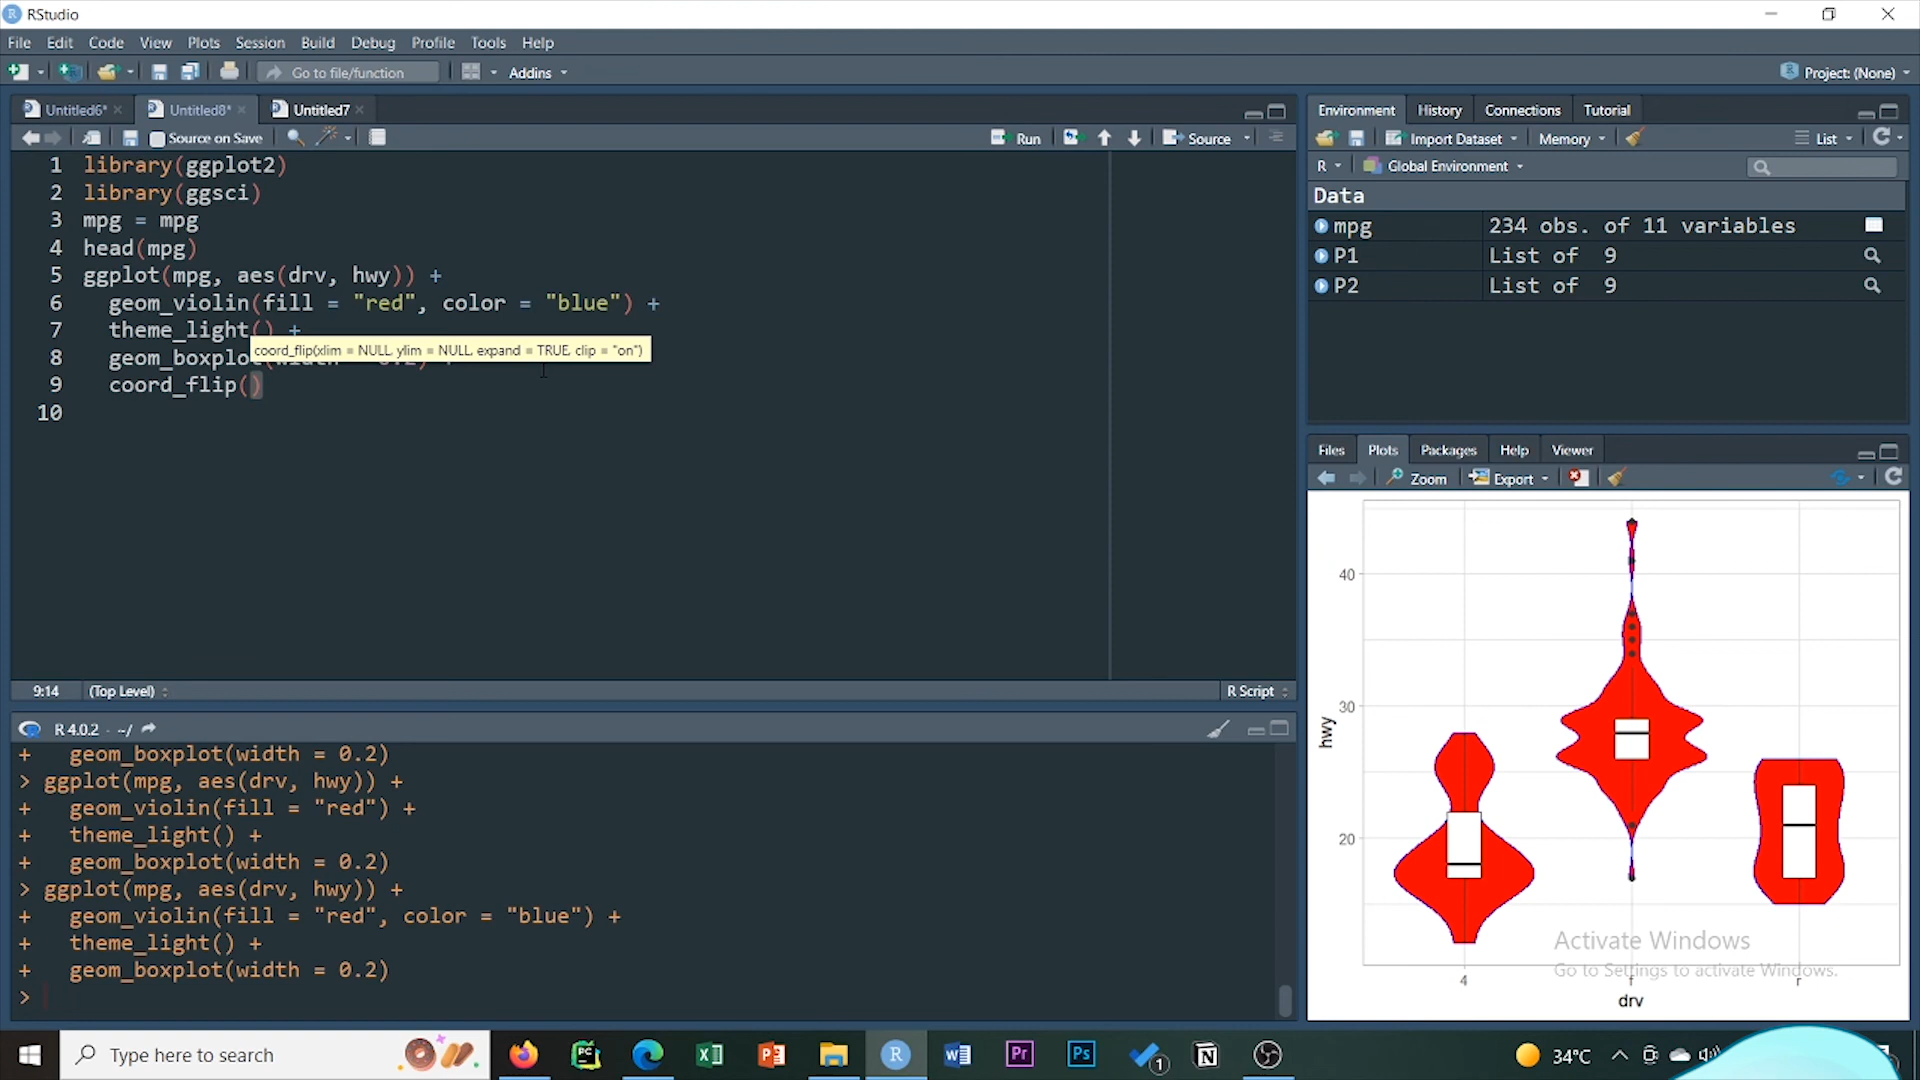 RStudio
File Edit Code View Plots Session Build Debug Profile Tools Help
Go to file/function Addins Project: (None)
Untitled6* Untitled8* Untitled7
Source on Save Run Source
1 library(ggplot2)
2 library(ggsci)
3 mpg = mpg
4 head(mpg)
5 ggplot(mpg, aes(drv, hwy)) +
6 geom_violin(fill = "red", color = "blue") +
7 theme_light() +
coord_flip(xlim = NULL, ylim = NULL, expand = TRUE, clip = "on")
8 geom_boxplot(width = 0.2) +
9 coord_flip()
10
9:14 (Top Level) R Script
R 4.0.2 · ~/
+ geom_boxplot(width = 0.2)
> ggplot(mpg, aes(drv, hwy)) +
+ geom_violin(fill = "red") +
+ theme_light() +
+ geom_boxplot(width = 0.2)
> ggplot(mpg, aes(drv, hwy)) +
+ geom_violin(fill = "red", color = "blue") +
+ theme_light() +
+ geom_boxplot(width = 0.2)
>
Environment History Connections Tutorial
Import Dataset Memory List
R Global Environment
Data
mpg 234 obs. of 11 variables
P1 List of 9
P2 List of 9
Files Plots Packages Help Viewer
Zoom Export
40
30
20
hwy
4 f r
drv
Activate Windows
Go to Settings to activate Windows.
Type here to search
1
34°C